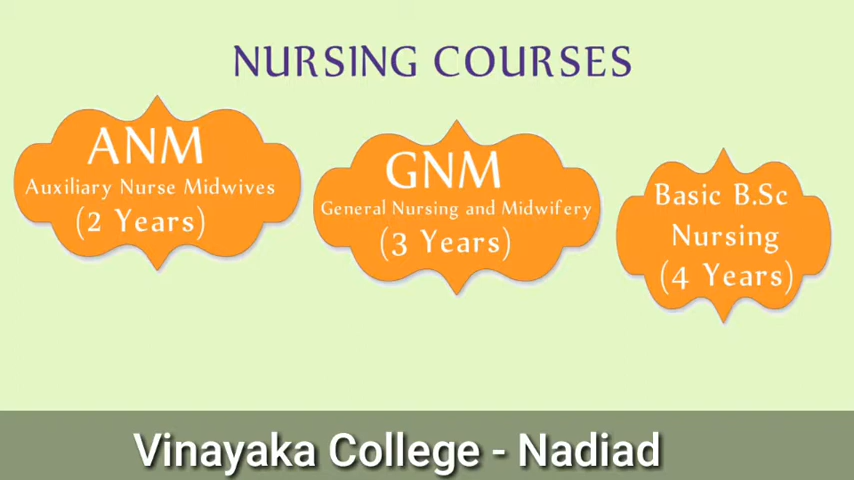 NURSING COURSES
ANM
Auxiliary Nurse Midwives
(2 Years)
GNM
General Nursing and Midwifery
(3 Years)
Basic B.Sc
Nursing
(4 Years)
Vinayaka College - Nadiad